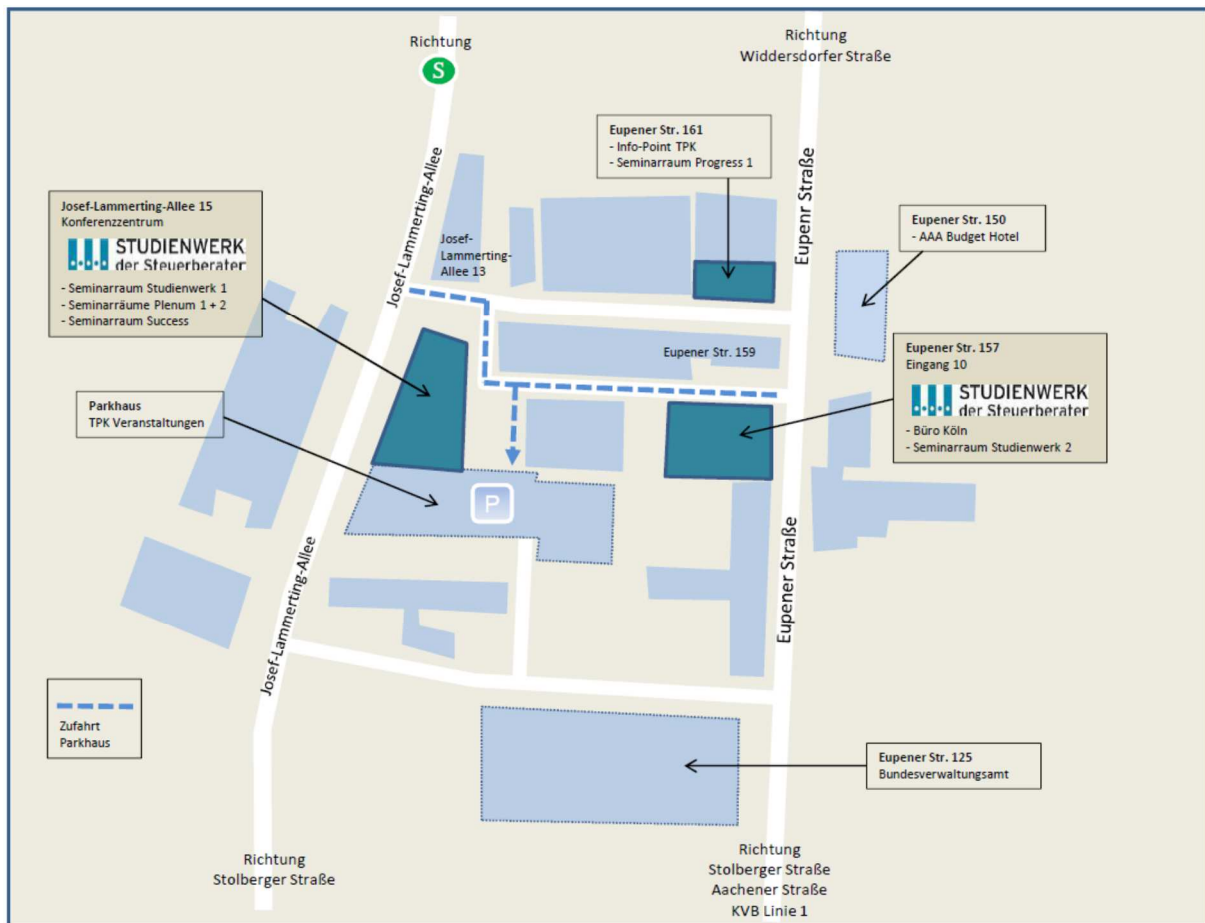 Richtung
S
Richtung
Widdersdorfer Straße
Eupener Str. 161
- Info-Point TPK
- Seminarraum Progress 1
Josef-Lammerting-Allee
Eupenr Straße
Josef-Lammerting-Allee 15
Konferenzzentrum
STUDIENWERK
der Steuerberater
- Seminarraum Studienwerk 1
- Seminarräume Plenum 1 + 2
- Seminarraum Success
Josef-
Lammerting-
Allee 13
Eupener Str. 150
- AAA Budget Hotel
Eupener Str. 159
Eupener Str. 157
Eingang 10
STUDIENWERK
der Steuerberater
- Büro Köln
- Seminarraum Studienwerk 2
Parkhaus
TPK Veranstaltungen
P
Josef-Lammerting-Allee
Eupener Straße
Zufahrt
Parkhaus
Eupener Str. 125
Bundesverwaltungsamt
Richtung
Stolberger Straße
Richtung
Stolberger Straße
Aachener Straße
KVB Linie 1